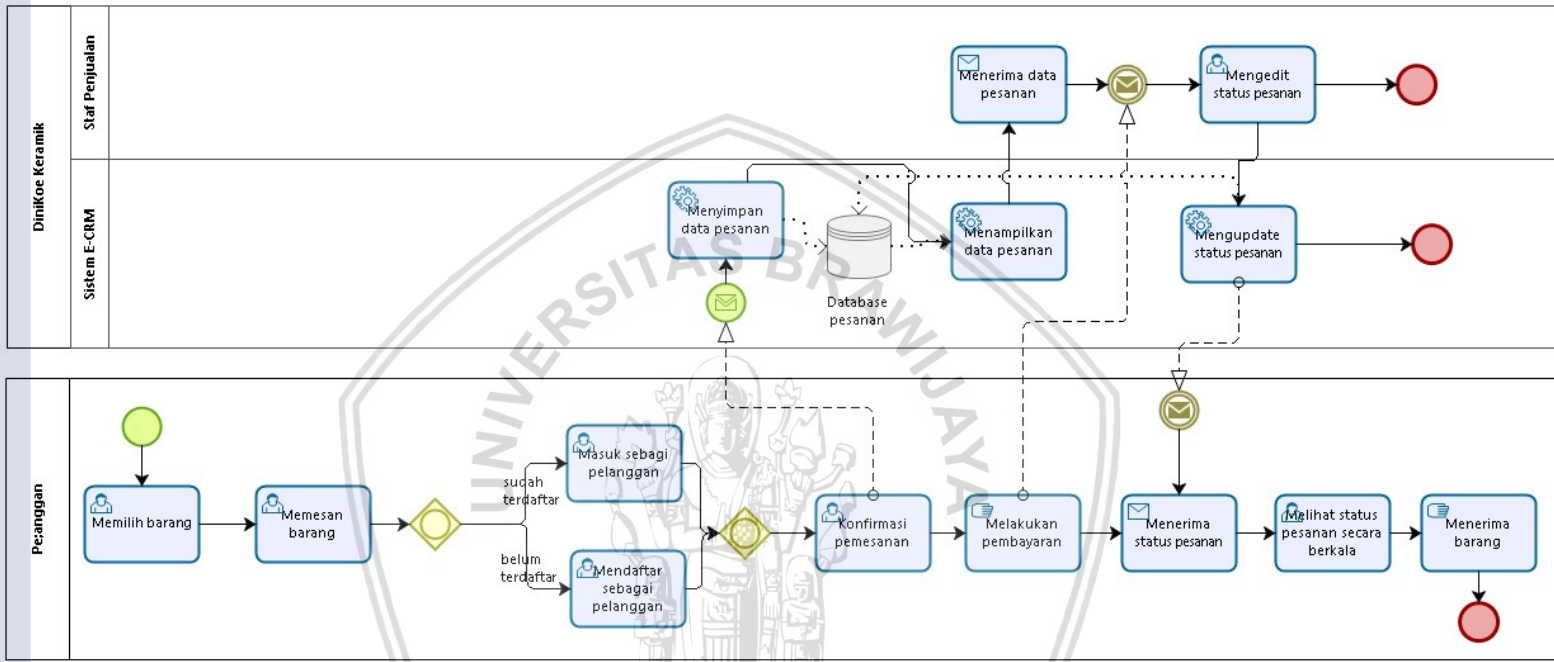 DiniKoe Keramik
Staf Penjualan
Menerima data
pesanan
Mengedit
status pesanan
Sistem E-CRM
Menyimpan
data pesanan
Database
pesanan
Menampilkan
data pesanan
Mengupdate
status pesanan
UNIVERSITAS BRAWIJAYA
Pelanggan
Memilih barang
Memesan
barang
sudah
terdaftar
belum
terdaftar
Masuk sebagi
pelanggan
Mendaftar
sebagai
pelanggan
Konfirmasi
pemesanan
Melakukan
pembayaran
Menerima
status pesanan
Melihat status
pesanan secara
berkala
Menerima
barang